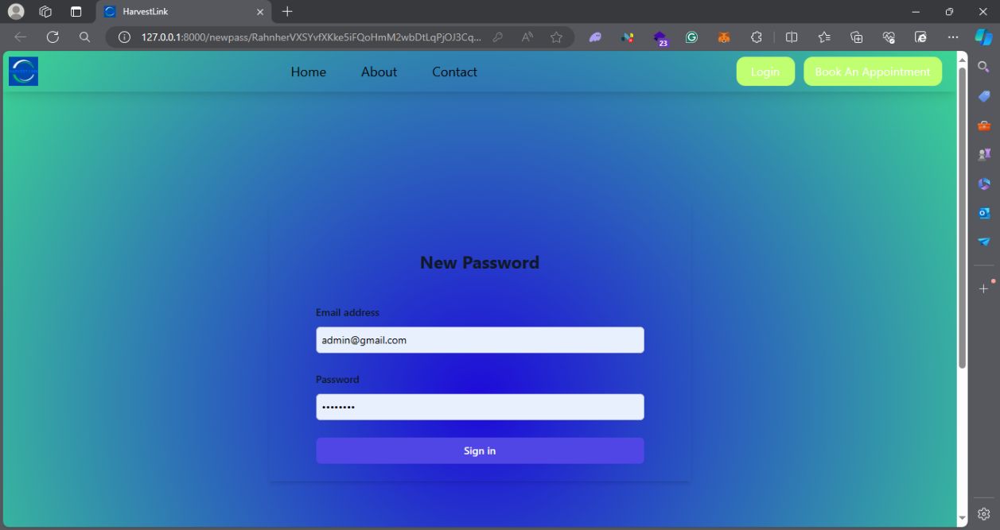 HarvestLink
127.0.0.1:8000/newpass/RahnherVXSYvfXKkeSiFQoHmM2wbDtLqPjOJ3Cq...
23
Home About Contact Login Book An Appointment
New Password
Email address
admin@gmail.com
Password
••••••••
Sign in